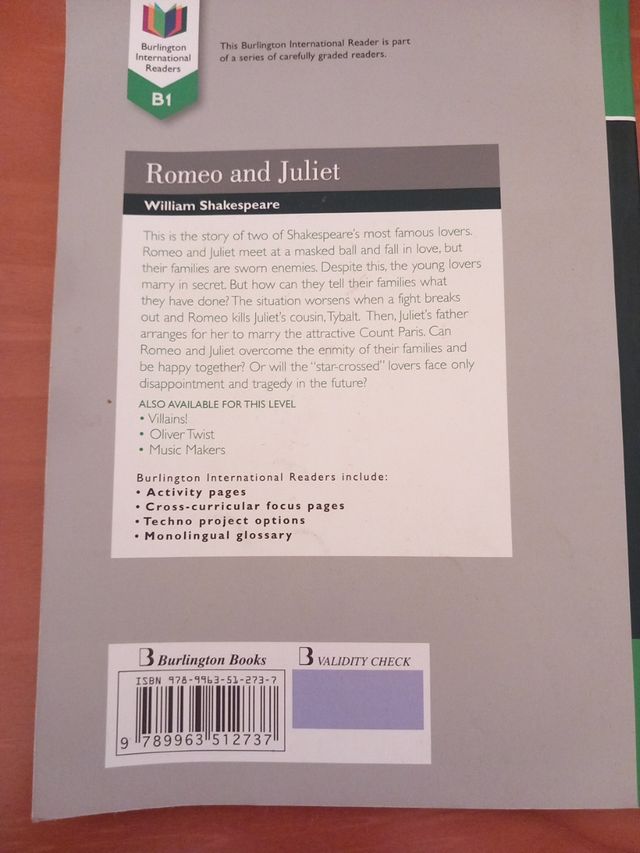 Burlington
International
Readers
B1
This Burlington International Reader is part
of a series of carefully graded readers.
Romeo and Juliet
William Shakespeare
This is the story of two of Shakespeare's most famous lovers.
Romeo and Juliet meet at a masked ball and fall in love, but
their families are sworn enemies. Despite this, the young lovers
marry in secret. But how can they tell their families what
they have done? The situation worsens when a fight breaks
out and Romeo kills Juliet's cousin, Tybalt. Then, Juliet's father
arranges for her to marry the attractive Count Paris. Can
Romeo and Juliet overcome the enmity of their families and
be happy together? Or will the "star-crossed" lovers face only
disappointment and tragedy in the future?
ALSO AVAILABLE FOR THIS LEVEL
• Villains!
• Oliver Twist
• Music Makers
Burlington International Readers include:
• Activity pages
• Cross-curricular focus pages
• Techno project options
• Monolingual glossary
B Burlington Books
B VALIDITY CHECK
ISBN 978-9963-51-273-7
9 789963 512737